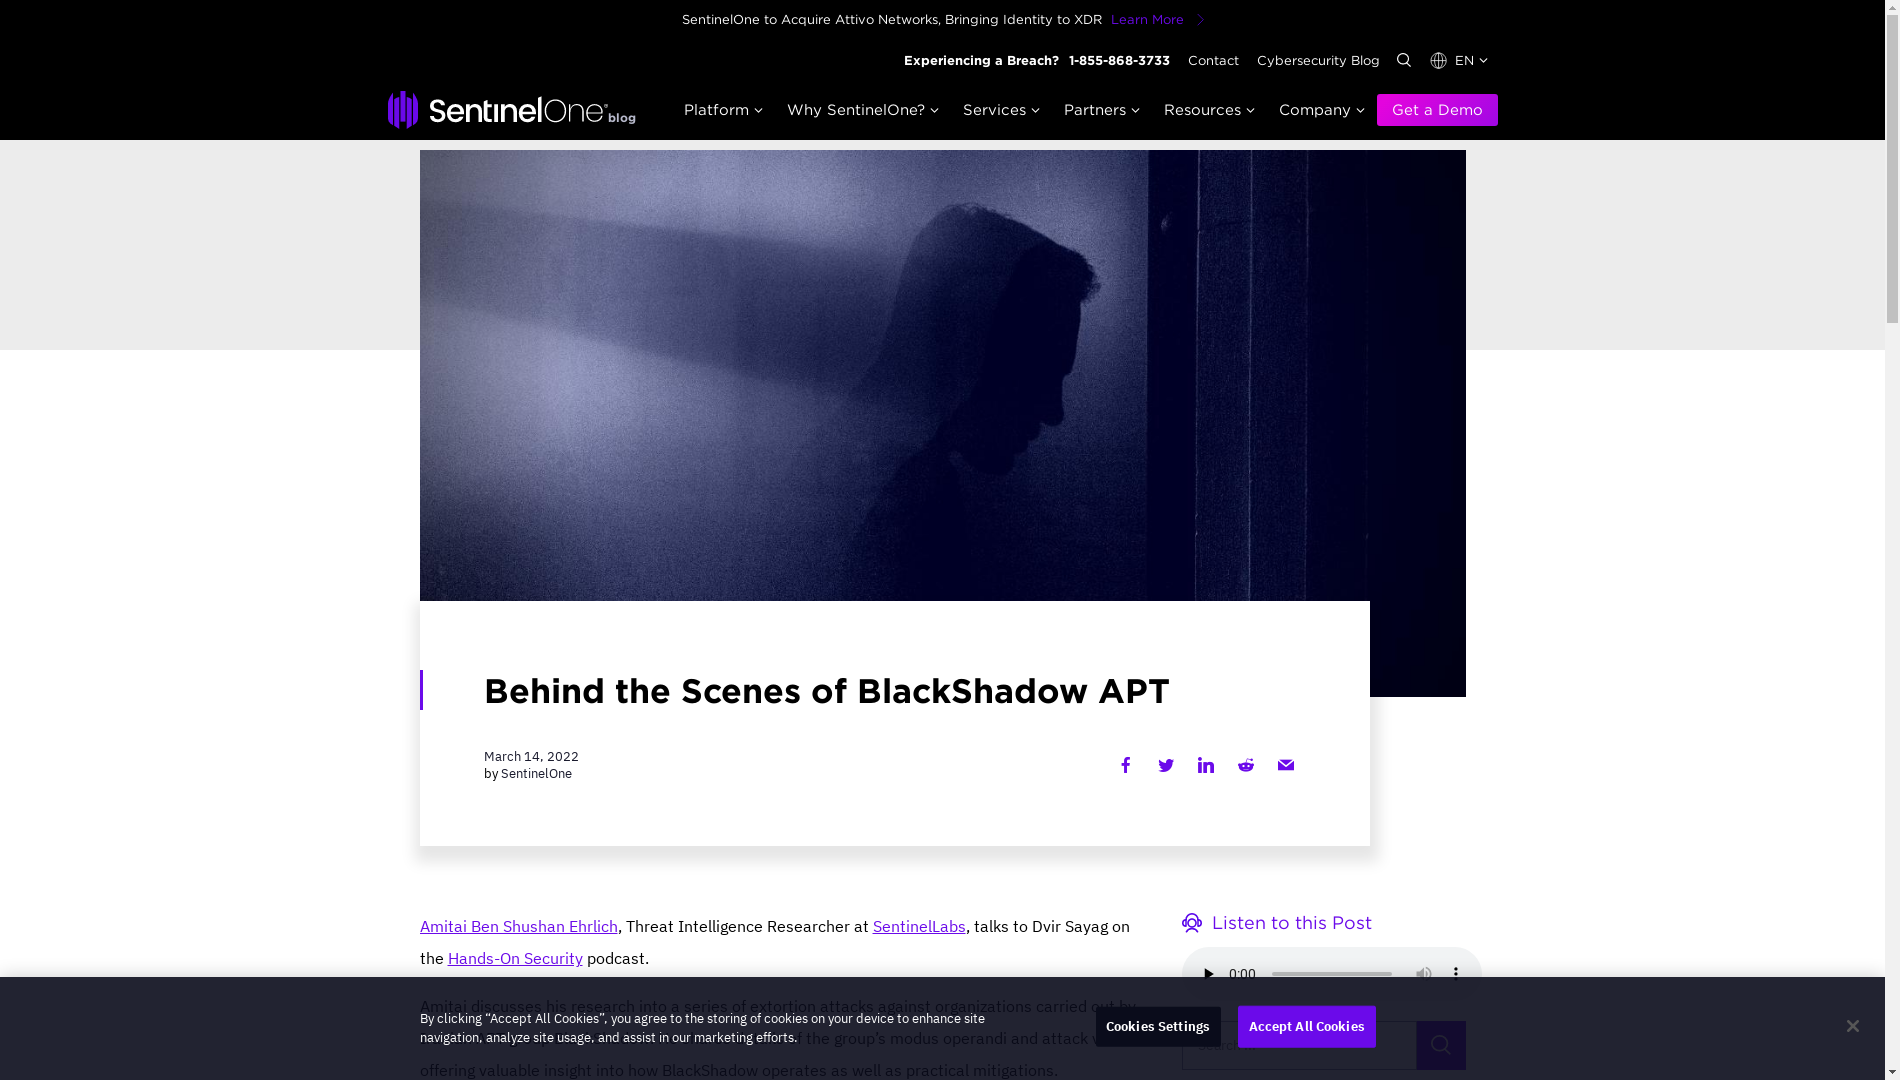 SentinelOne to Acquire Attivo Networks, Bringing Identity to XDR Learn More
Experiencing a Breach? 1-855-868-3733 Contact Cybersecurity Blog EN
SentinelOne® blog Platform Why SentinelOne? Services Partners Resources Company Get a Demo
Behind the Scenes of BlackShadow APT
March 14, 2022
by SentinelOne
Amitai Ben Shushan Ehrlich, Threat Intelligence Researcher at SentinelLabs, talks to Dvir Sayag on
the Hands-On Security podcast.
Listen to this Post
0:00
Amitai discusses his research into a series of extortion attacks against organizations carried out by
of the group's modus operandi and attack
offering valuable insight into how BlackShadow operates as well as practical mitigations.
By clicking “Accept All Cookies”, you agree to the storing of cookies on your device to enhance site
navigation, analyze site usage, and assist in our marketing efforts.
Cookies Settings
Accept All Cookies